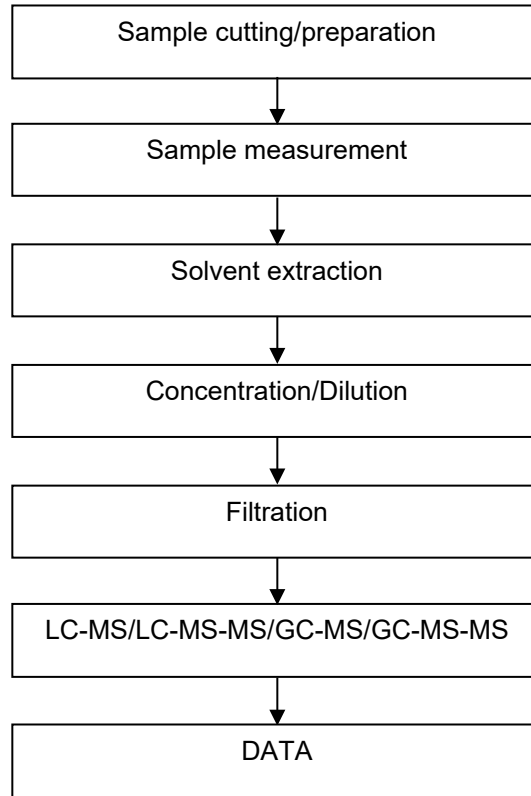 Sample cutting/preparation
Sample measurement
Solvent extraction
Concentration/Dilution
Filtration
LC-MS/LC-MS-MS/GC-MS/GC-MS-MS
DATA